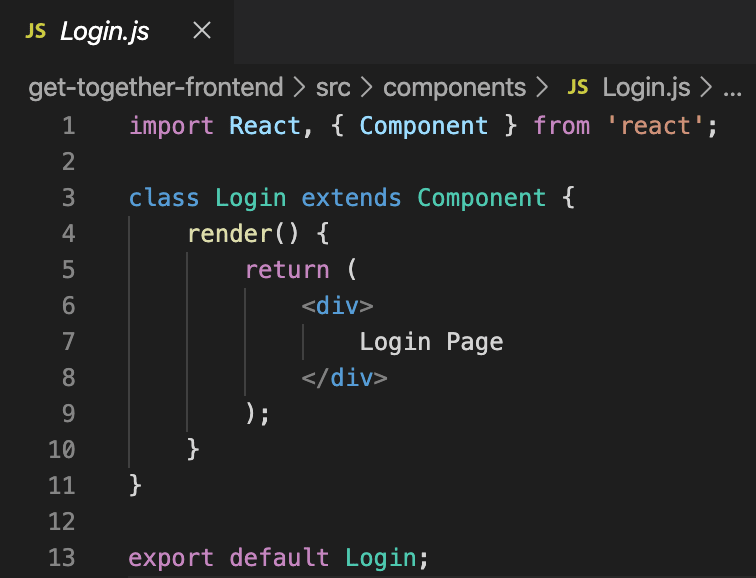 JS Login.js ×
get-together-frontend > src > components > JS Login.js > ...
1 import React, { Component } from 'react';
2
3 class Login extends Component {
4     render() {
5         return (
6             <div>
7                 Login Page
8             </div>
9         );
10     }
11 }
12
13 export default Login;